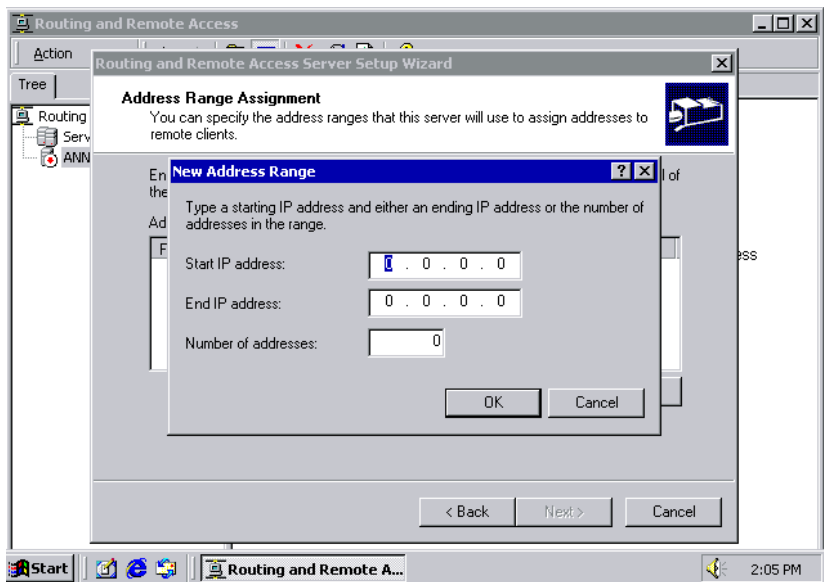 Routing and Remote Access
Action
Routing and Remote Access Server Setup Wizard
Tree
Address Range Assignment
You can specify the address ranges that this server will use to assign addresses to
remote clients.
Routing
Serv
ANN
En
l of
the
New Address Range
Type a starting IP address and either an ending IP address or the number of
addresses in the range.
Ad
F
ess
Start IP address: 0 . 0 . 0 . 0
End IP address: 0 . 0 . 0 . 0
Number of addresses: 0
OK Cancel
< Back Next > Cancel
Start Routing and Remote A... 2:05 PM